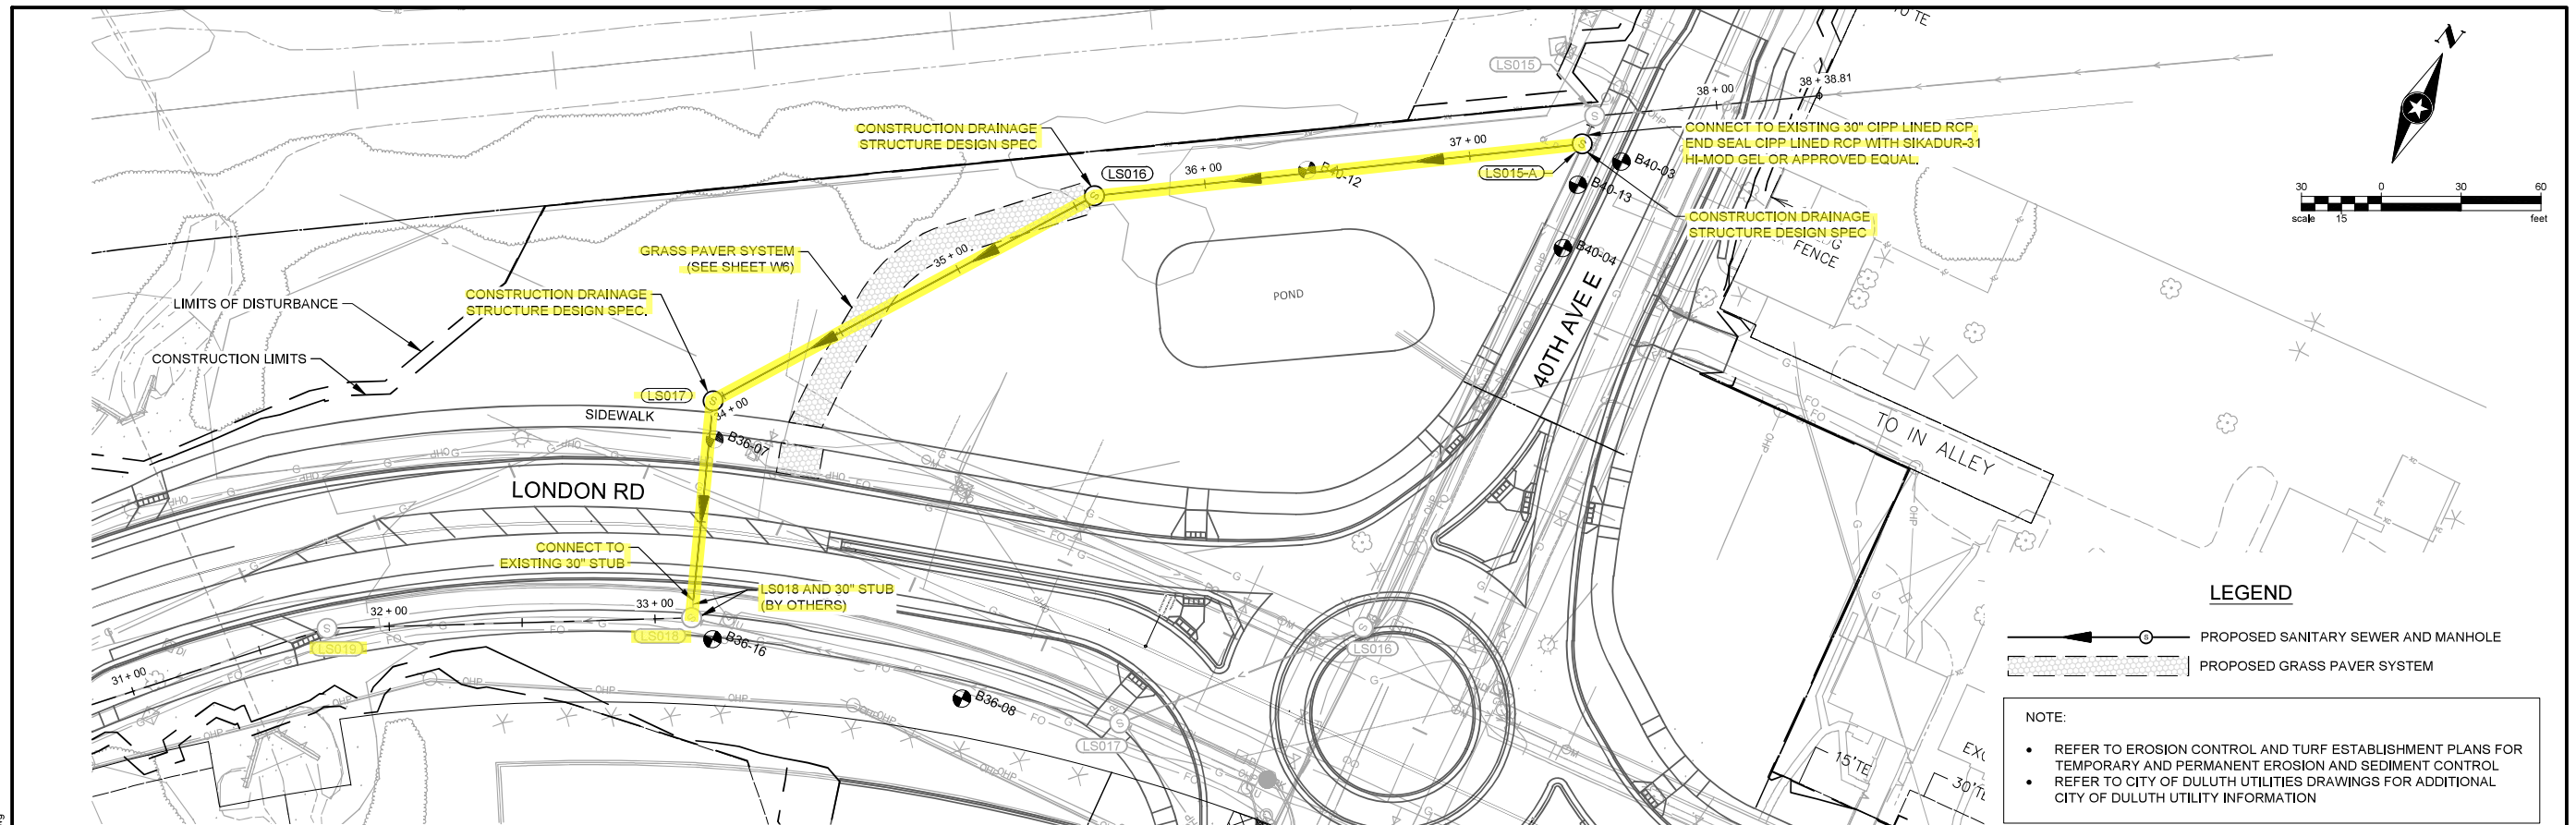 TO TE
N
LS015
38 + 38.81
38 + 00
CONSTRUCTION DRAINAGE
STRUCTURE DESIGN SPEC
CONNECT TO EXISTING 30" CIPP LINED RCP.
END SEAL CIPP LINED RCP WITH SIKADUR-31
HI-MOD GEL OR APPROVED EQUAL.
37 + 00
36 + 00
LS016
B40-12
LS015-A
B40-03
B40-13
30 0 30 60
scale 15 feet
CONSTRUCTION DRAINAGE
STRUCTURE DESIGN SPEC
FENCE
B40-04
GRASS PAVER SYSTEM
(SEE SHEET W6)
35 + 00
CONSTRUCTION DRAINAGE
STRUCTURE DESIGN SPEC.
LIMITS OF DISTURBANCE
POND
40TH AVE E
CONSTRUCTION LIMITS
LS017
34 + 00
SIDEWALK
B36-07
TO IN ALLEY
LONDON RD
CONNECT TO
EXISTING 30" STUB
LS018 AND 30" STUB
(BY OTHERS)
32 + 00
33 + 00
LS019
LS018
B36-16
LS016
31 + 00
B36-08
LS017
LEGEND
PROPOSED SANITARY SEWER AND MANHOLE
PROPOSED GRASS PAVER SYSTEM
NOTE:
• REFER TO EROSION CONTROL AND TURF ESTABLISHMENT PLANS FOR
TEMPORARY AND PERMANENT EROSION AND SEDIMENT CONTROL
• REFER TO CITY OF DULUTH UTILITIES DRAWINGS FOR ADDITIONAL
CITY OF DULUTH UTILITY INFORMATION
15'TE